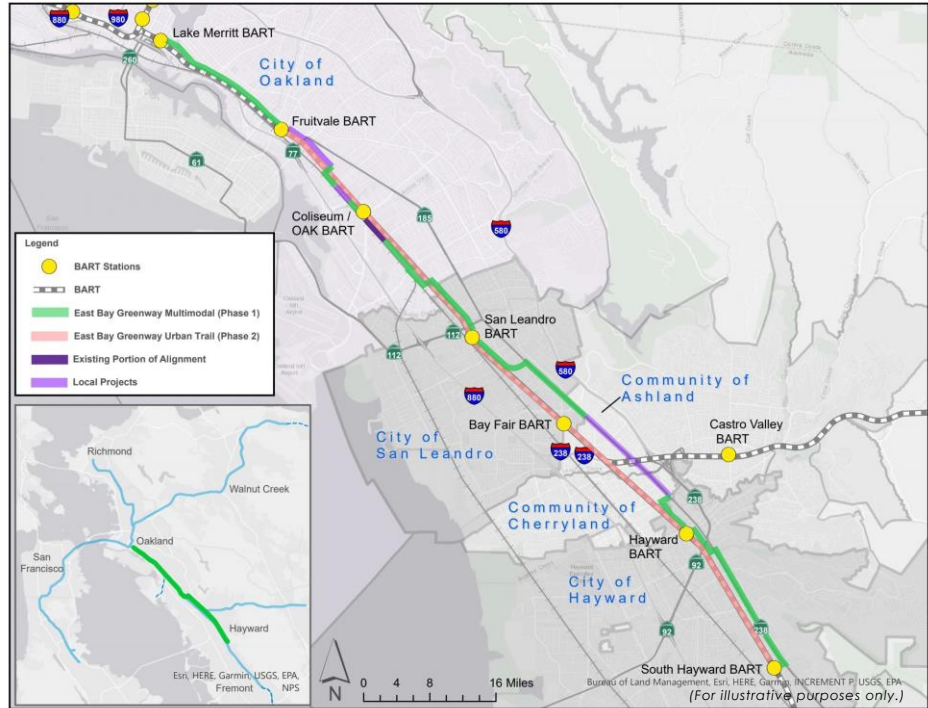 880
980
Lake Merritt BART
260
City of
Oakland
Fruitvale BART
77
61
Coliseum /
OAK BART
185
580
Legend
BART Stations
BART
East Bay Greenway Multimodal (Phase 1)
East Bay Greenway Urban Trail (Phase 2)
Existing Portion of Alignment
Local Projects
San Leandro
BART
112
112
580
880
Community of
Ashland
Bay Fair BART
Castro Valley
BART
City of
San Leandro
238
238
238
Community of
Cherryland
Hayward
BART
92
City of
Hayward
92
238
South Hayward BART
Richmond
Walnut Creek
Oakland
San
Francisco
Hayward
Esri, HERE, Garmin, USGS, EPA,
Fremont
NPS
N
0 4 8 16 Miles
Bureau of Land Management, Esri, HERE, Garmin, INCREMENT P, USGS, EPA
(For illustrative purposes only.)